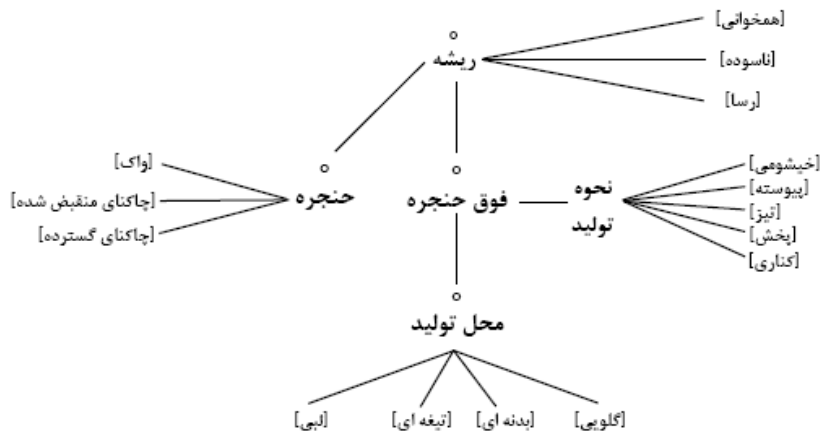 [همخوانی]
ریشه
[ناسوده]
[رسا]
[خیشومی]
[پیوسته]
[تیز]
[پخش]
[کناری]
نحوه
تولید
فوق حنجره
حنجره
[واک]
[چاکنای منقبض شده]
[چاکنای گسترده]
محل تولید
[گلویی]
[بدنه ای]
[تیغه ای]
[لبی]